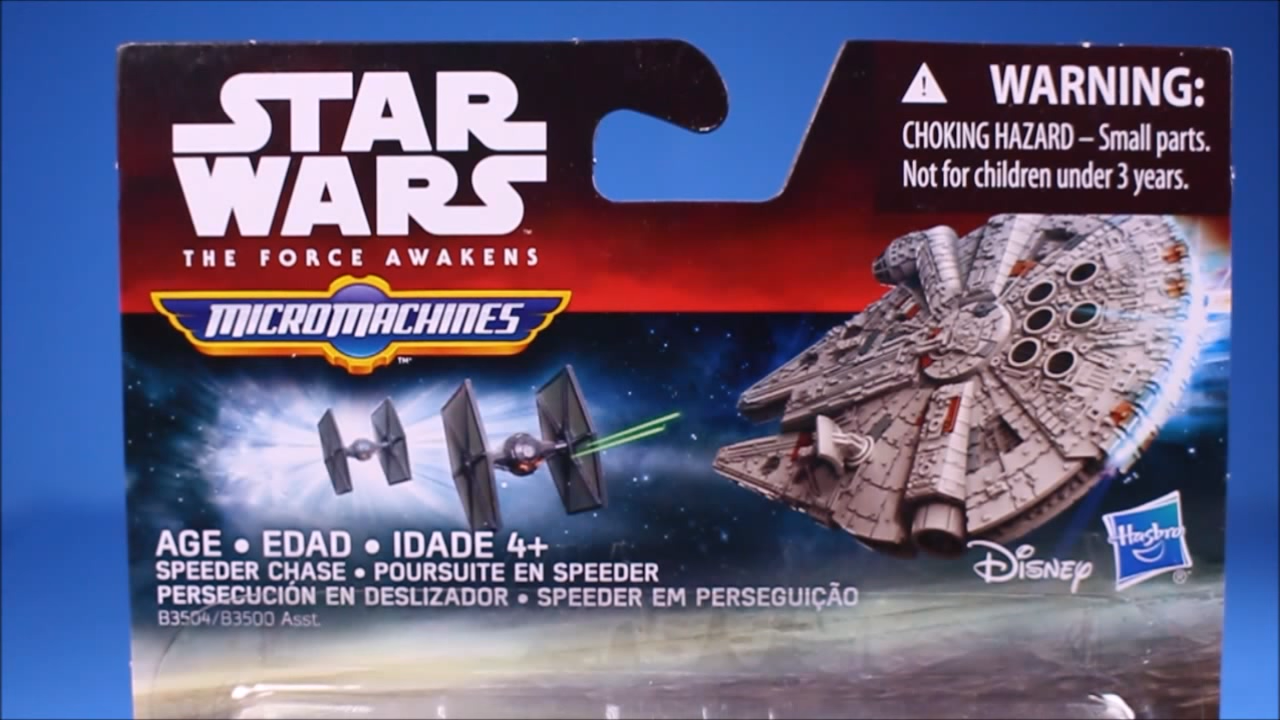 STAR
WARS
THE FORCE AWAKENS
MICROMACHINES
™
WARNING:
CHOKING HAZARD – Small parts.
Not for children under 3 years.
AGE • EDAD • IDADE 4+
SPEEDER CHASE • POURSUITE EN SPEEDER
PERSECUCIÓN EN DESLIZADOR • SPEEDER EM PERSEGUIÇÃO
B3504/B3500 Asst.
Disney
Hasbro
®